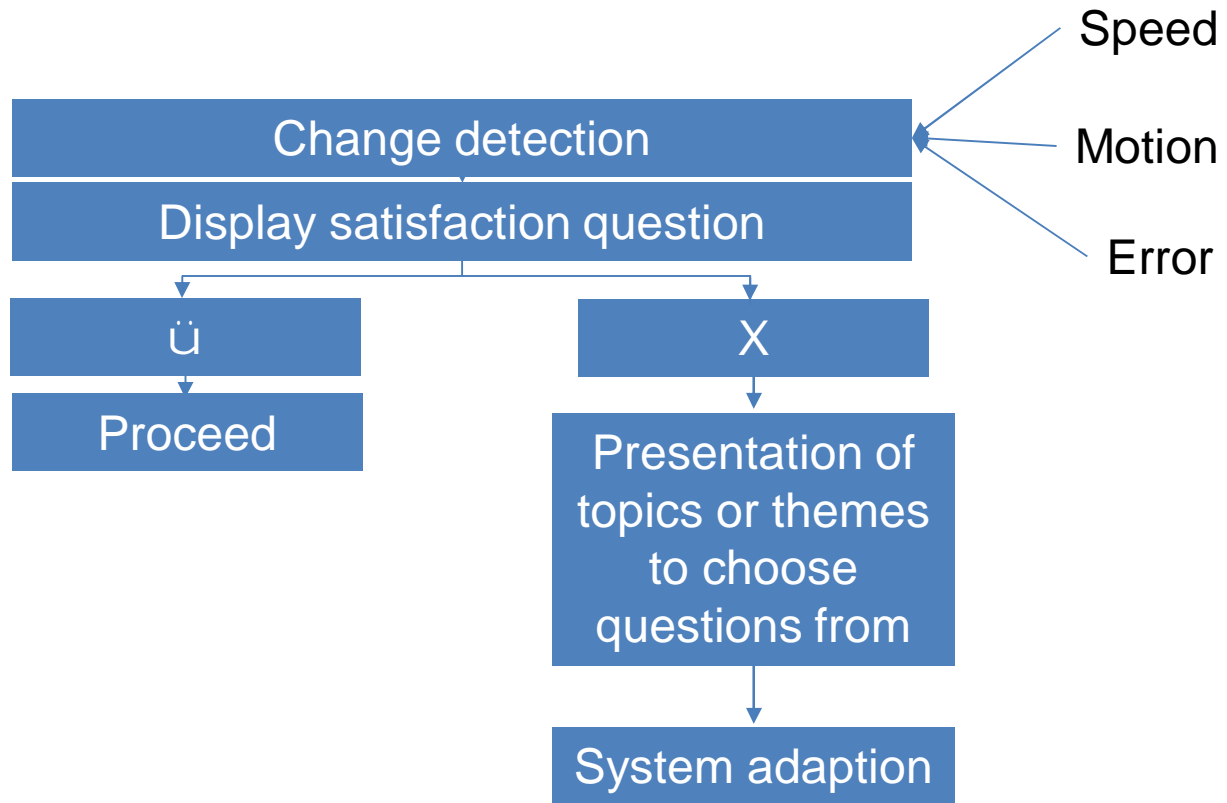 Speed
Change detection
Motion
Display satisfaction question
Error
ü
X
Proceed
Presentation of
topics or themes
to choose
questions from
System adaption